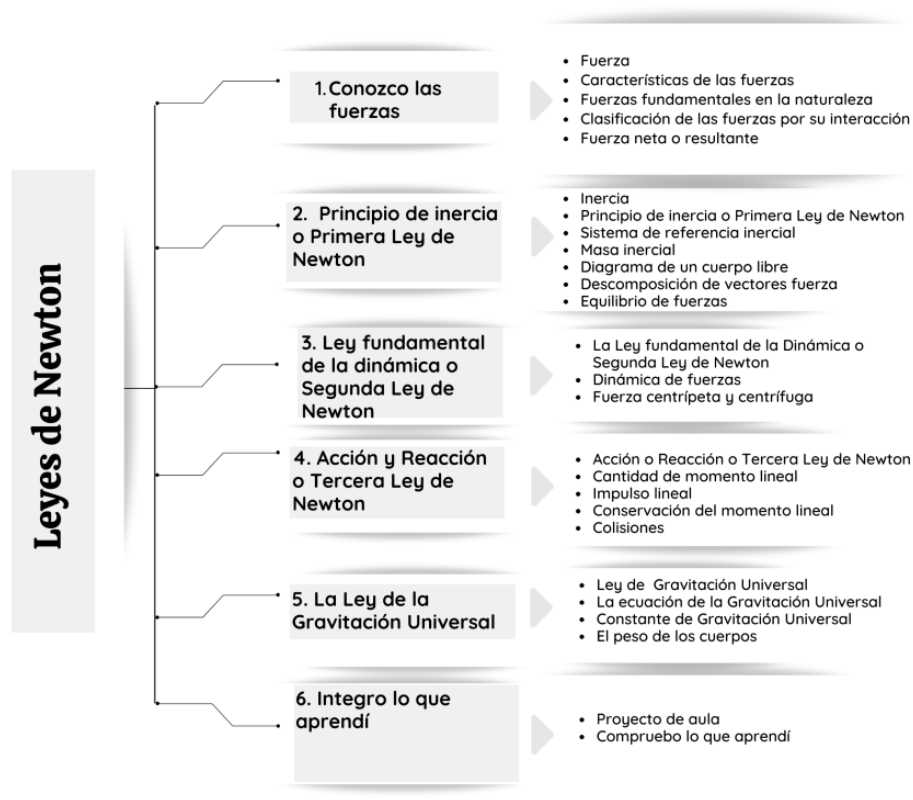 Leyes de Newton
1.Conozco las
fuerzas
• Fuerza
• Características de las fuerzas
• Fuerzas fundamentales en la naturaleza
• Clasificación de las fuerzas por su interacción
• Fuerza neta o resultante
2. Principio de inercia
o Primera Ley de
Newton
• Inercia
• Principio de inercia o Primera Ley de Newton
• Sistema de referencia inercial
• Masa inercial
• Diagrama de un cuerpo libre
• Descomposición de vectores fuerza
• Equilibrio de fuerzas
3. Ley fundamental
de la dinámica o
Segunda Ley de
Newton
• La Ley fundamental de la Dinámica o
Segunda Ley de Newton
• Dinámica de fuerzas
• Fuerza centrípeta y centrífuga
4. Acción y Reacción
o Tercera Ley de
Newton
• Acción o Reacción o Tercera Ley de Newton
• Cantidad de momento lineal
• Impulso lineal
• Conservación del momento lineal
• Colisiones
5. La Ley de la
Gravitación Universal
• Ley de Gravitación Universal
• La ecuación de la Gravitación Universal
• Constante de Gravitación Universal
• El peso de los cuerpos
6. Integro lo que
aprendí
• Proyecto de aula
• Compruebo lo que aprendí